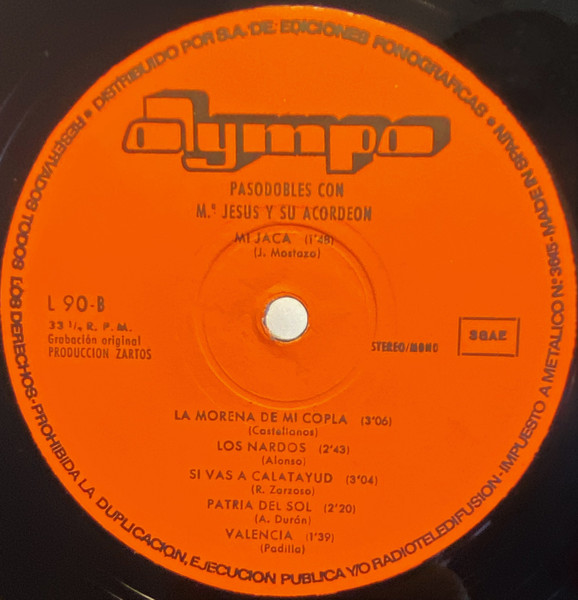 RESERVADOS TODOS LOS DERECHOS-PROHIBIDA LA DUPLICACION, EJECUCION PUBLICA Y/O RADIOTELEDIFUSION-IMPUESTO A METALICO N.º 3645-MADE IN SPAIN •
• DISTRIBUIDO POR S.A. DE EDICIONES FONOGRAFICAS
Olympo
PASODOBLES CON
M.ª JESUS Y SU ACORDEON
MI JACA (1'48)
(J. Mostazo)
L 90-B
33 1/3 R. P. M.
Grabación original
PRODUCCION ZARTOS
STEREO/MONO
SGAE
LA MORENA DE MI COPLA (3'06)
(Castellanos)
LOS NARDOS (2'43)
(Alonso)
SI VAS A CALATAYUD (3'04)
(R. Zarzoso)
PATRIA DEL SOL (2'20)
(A. Durán)
VALENCIA (1'39)
(Padilla)